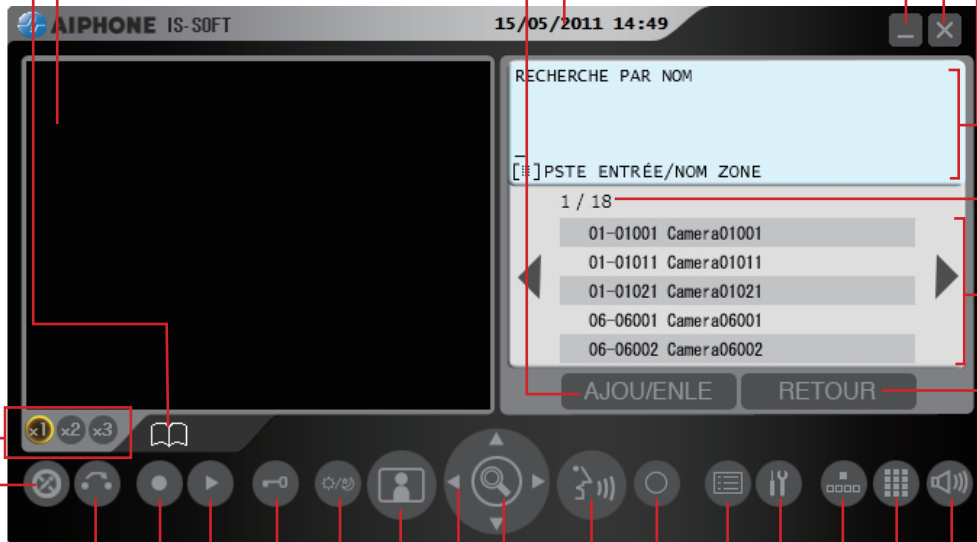 AIPHONE IS-SOFT
15/05/2011 14:49
RECHERCHE PAR NOM
[ ]PSTE ENTRÉE/NOM ZONE
1 / 18
01-01001 Camera01001
01-01011 Camera01011
01-01021 Camera01021
06-06001 Camera06001
06-06002 Camera06002
AJOU/ENLE RETOUR
x1 x2 x3